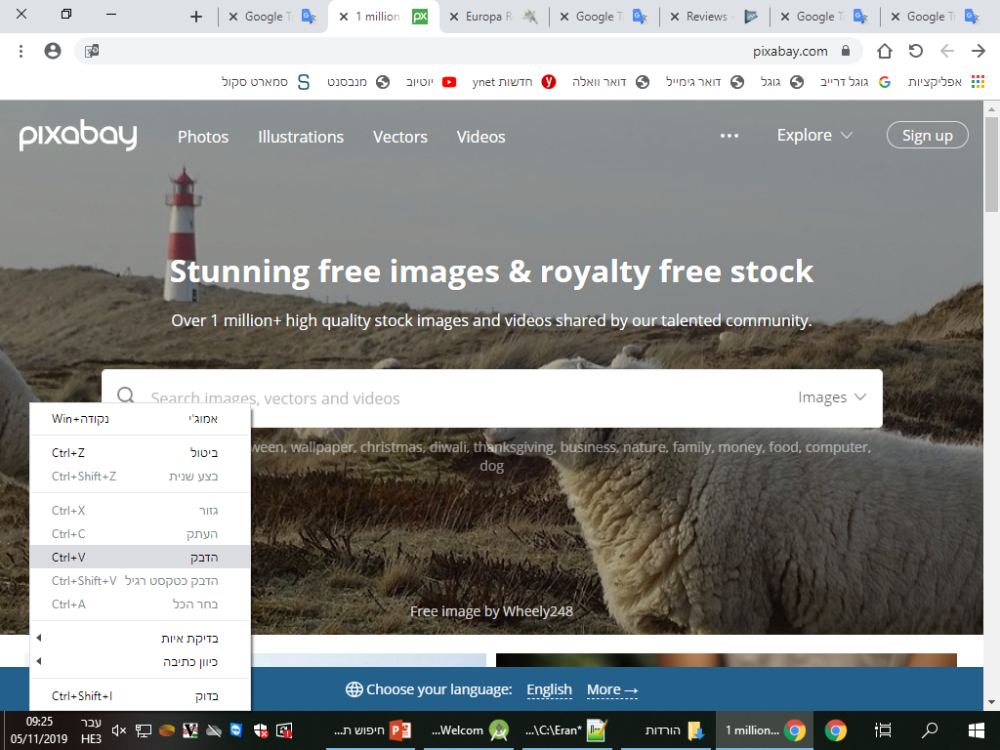 Google T
1 million
Europa R
Google T
Reviews -
Google T
Google T
pixabay.com
אפליקציות
גוגל דרייב
גוגל
דואר גימייל
דואר וואלה
חדשות ynet
יוטיוב
מנבסנט
סמארט סקול
pixabay
Photos
Illustrations
Vectors
Videos
Explore
Sign up
Stunning free images & royalty free stock
Over 1 million+ high quality stock images and videos shared by our talented community.
Search images, vectors and videos
Images
ween, wallpaper, christmas, diwali, thanksgiving, business, nature, family, money, food, computer,
dog
אמוג'י Win+נקודה
ביטול Ctrl+Z
בצע שנית Ctrl+Shift+Z
גזור Ctrl+X
העתק Ctrl+C
הדבק Ctrl+V
הדבק כטקסט רגיל Ctrl+Shift+V
בחר הכל Ctrl+A
בדיקת איות
כיוון כתיבה
בדוק Ctrl+Shift+I
Free image by Wheely248
Choose your language: English More →
09:25
05/11/2019
עבר
HE3
חיפוש ת...
Welcom...
*C:\Eran\...
הורדות
1 million...